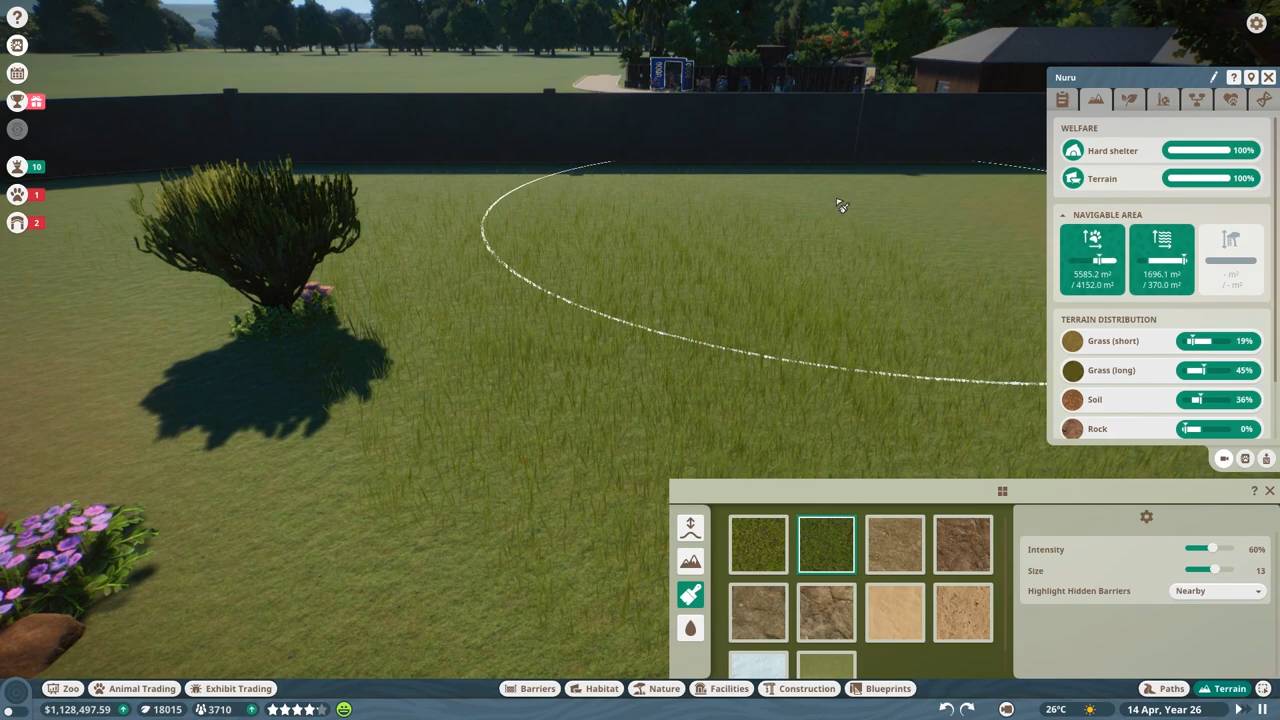 ?
10
1
2
Nuru
?
WELFARE
Hard shelter 100%
Terrain 100%
NAVIGABLE AREA
5585.2 m² / 4152.0 m²
1696.1 m² / 370.0 m²
- m² / - m²
TERRAIN DISTRIBUTION
Grass (short) 19%
Grass (long) 45%
Soil 36%
Rock 0%
?
Intensity 60%
Size 13
Highlight Hidden Barriers Nearby
Zoo Animal Trading Exhibit Trading Barriers Habitat Nature Facilities Construction Blueprints Paths Terrain
$1,128,497.59 18015 3710 26°C 14 Apr, Year 26